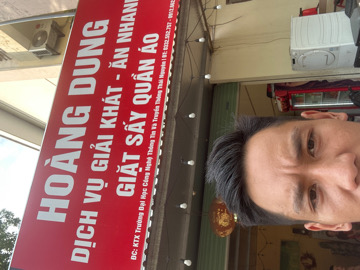 HOÀNG DUNG
DỊCH VỤ GIẢI KHÁT - ĂN NHANH
GIẶT SẤY QUẦN ÁO
ĐC: KTX Trường Đại Học Công Nghệ Thông Tin Và Truyền Thông Thái Nguyên